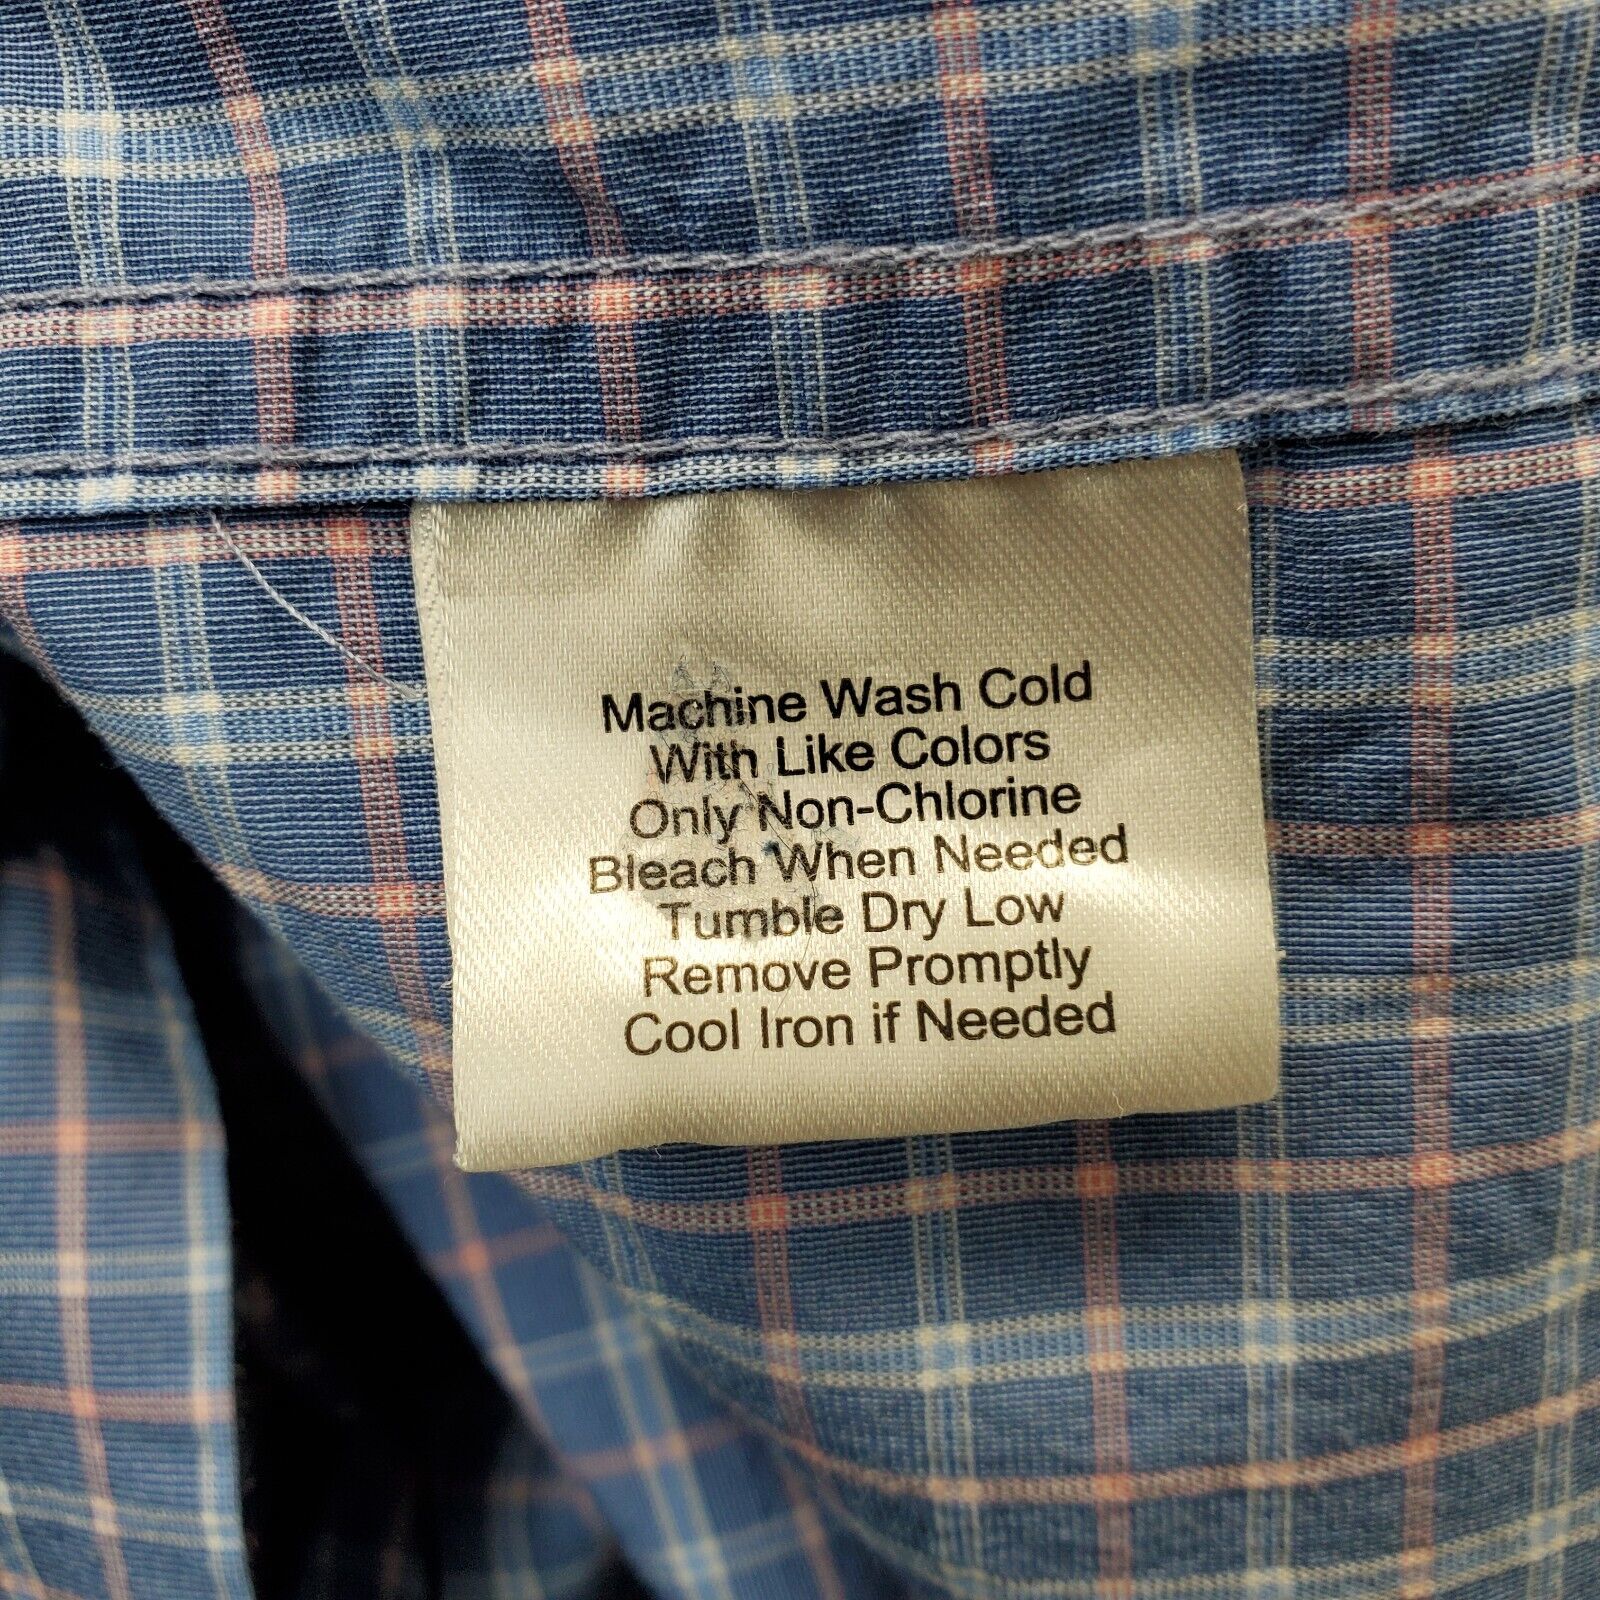 Machine Wash Cold
With Like Colors
Only Non-Chlorine
Bleach When Needed
Tumble Dry Low
Remove Promptly
Cool Iron if Needed